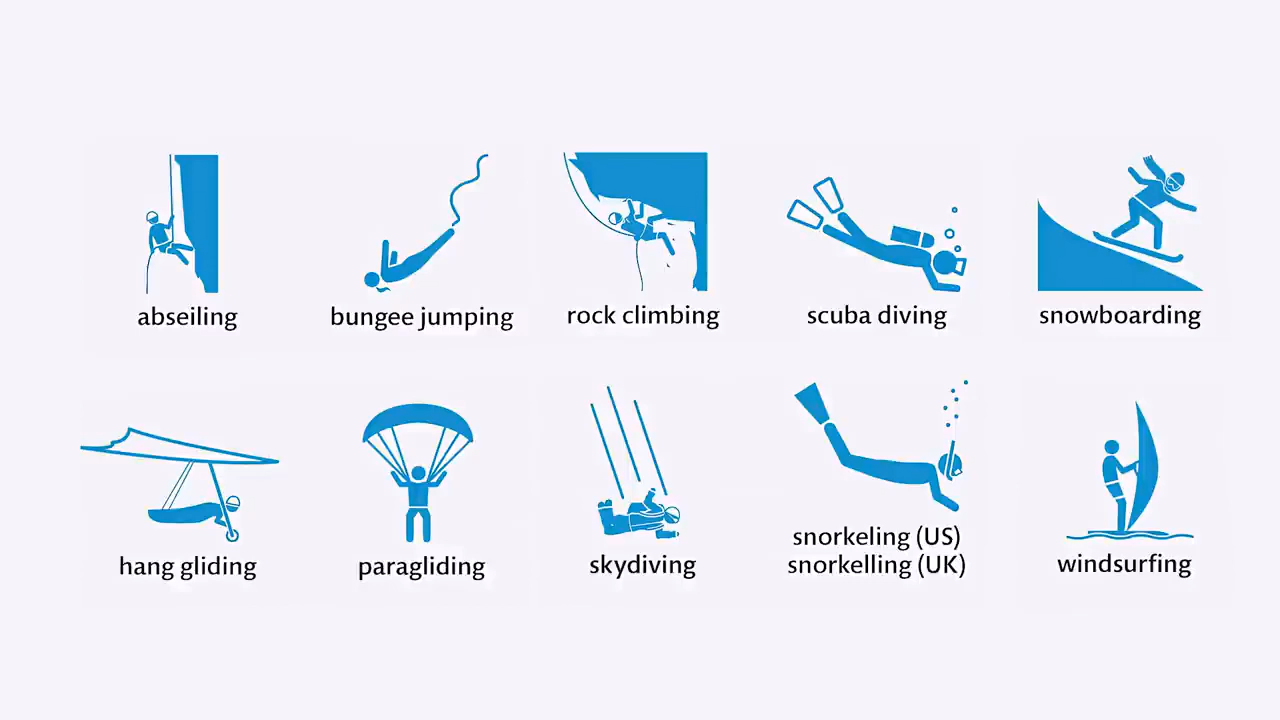 abseiling
bungee jumping
rock climbing
scuba diving
snowboarding
hang gliding
paragliding
skydiving
snorkeling (US)
snorkelling (UK)
windsurfing